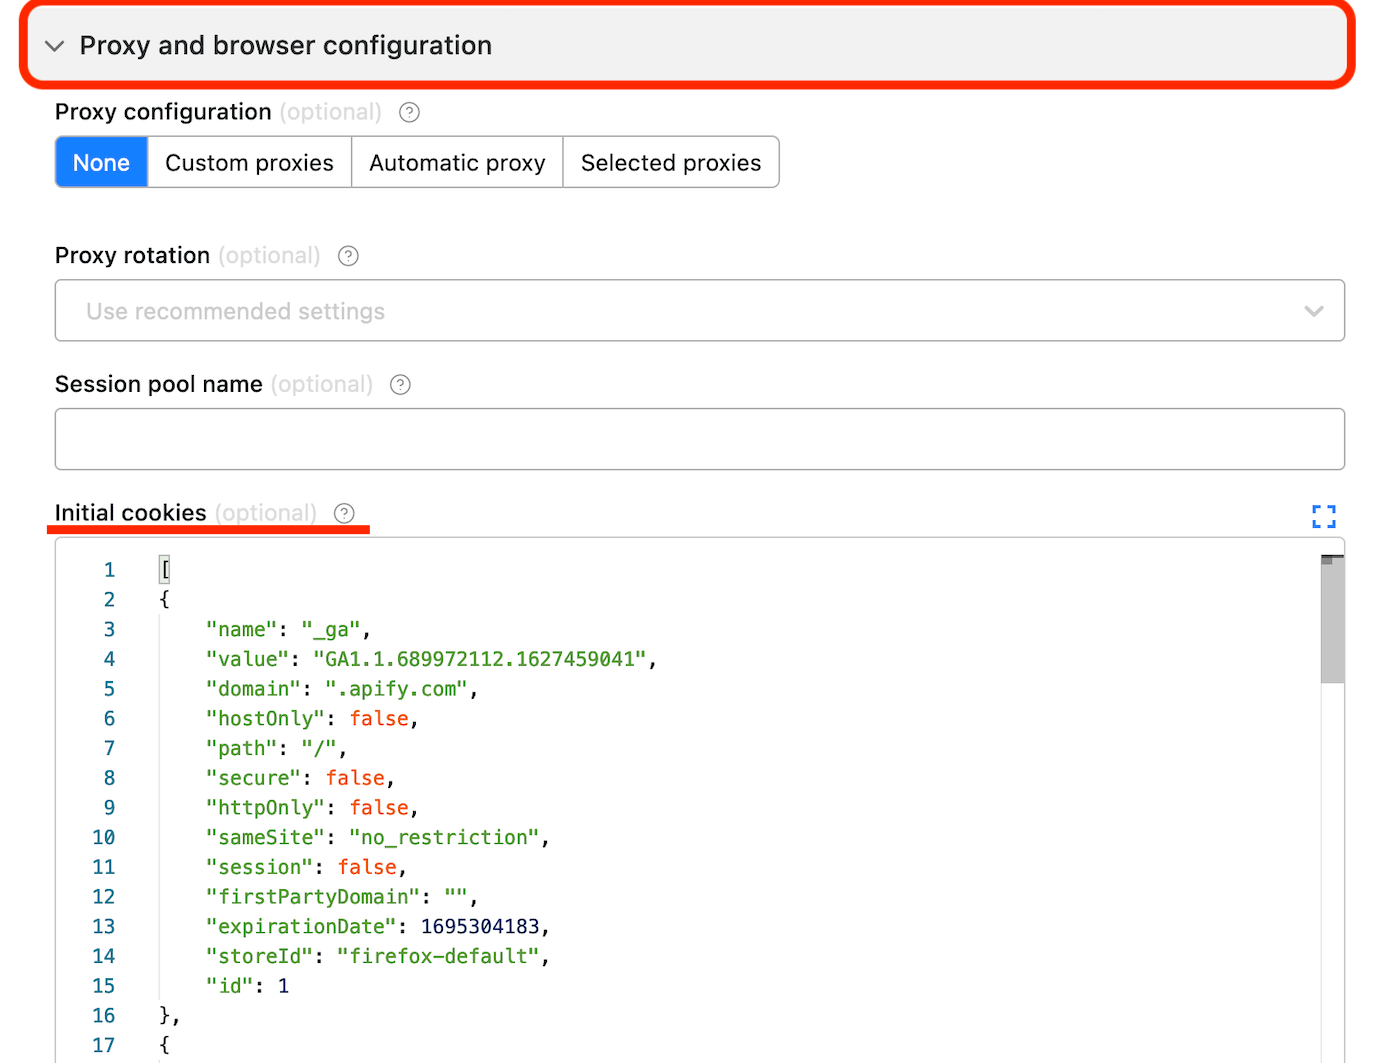 Proxy and browser configuration
Proxy configuration (optional) ?
None Custom proxies Automatic proxy Selected proxies
Proxy rotation (optional) ?
Use recommended settings
Session pool name (optional) ?
Initial cookies (optional) ?
1 [
2 {
3 "name": "_ga",
4 "value": "GA1.1.689972112.1627459041",
5 "domain": ".apify.com",
6 "hostOnly": false,
7 "path": "/",
8 "secure": false,
9 "httpOnly": false,
10 "sameSite": "no_restriction",
11 "session": false,
12 "firstPartyDomain": "",
13 "expirationDate": 1695304183,
14 "storeId": "firefox-default",
15 "id": 1
16 },
17 {